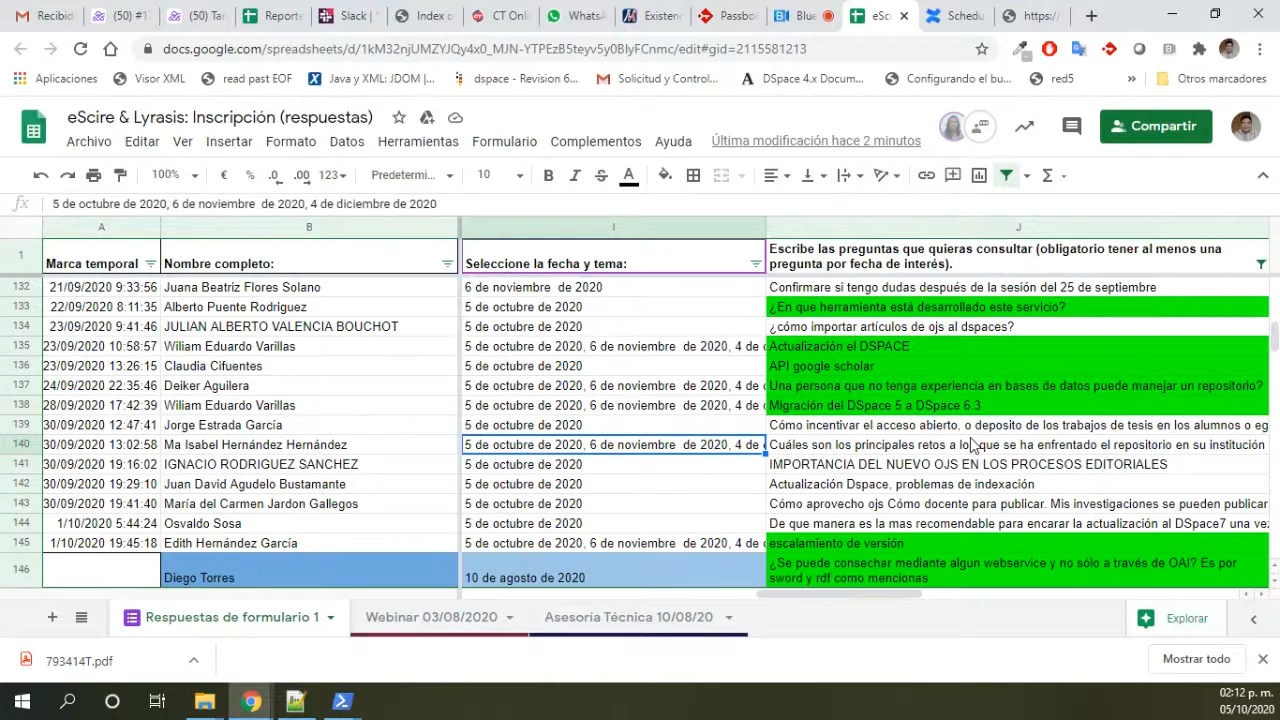 Recibid
(50) #1
(50) Tar
Reporte
Slack |
Index o
CT Onli
WhatsA
Existen
Passbo
Blue
eSc
Schedu
https:/
docs.google.com/spreadsheets/d/1kM32njUMZYJQy4x0_MJN-YTPEzB5teyv5y0BlyFCnmc/edit#gid=2115581213
Aplicaciones
Visor XML
read past EOF
Java y XML: JDOM |...
dspace - Revision 6...
Solicitud y Control...
DSpace 4.x Docum...
Configurando el bu...
red5
»
Otros marcadores
eScire & Lyrasis: Inscripción (respuestas)
Compartir
Archivo Editar Ver Insertar Formato Datos Herramientas Formulario Complementos Ayuda Última modificación hace 2 minutos
100% € % .0 .00 123 Predetermi... 10 B I S A Σ
fx 5 de octubre de 2020, 6 de noviembre  de 2020, 4 de diciembre de 2020
A B I J
1 Marca temporal Nombre completo: Seleccione la fecha y tema: Escribe las preguntas que quieras consultar (obligatorio tener al menos una
pregunta por fecha de interés).
132 21/09/2020 9:33:56 Juana Beatriz Flores Solano 6 de noviembre  de 2020 Confirmare si tengo dudas después de la sesión del 25 de septiembre
133 22/09/2020 8:11:35 Alberto Puente Rodriguez 5 de octubre de 2020 ¿En que herramienta está desarrollado este servicio?
134 23/09/2020 9:41:46 JULIAN ALBERTO VALENCIA BOUCHOT 5 de octubre de 2020 ¿cómo importar artículos de ojs al dspaces?
135 23/09/2020 10:58:57 Wiliam Eduardo Varillas 5 de octubre de 2020, 6 de noviembre  de 2020, 4 de Actualización el DSPACE
136 23/09/2020 13:26:15 Claudia Cifuentes 5 de octubre de 2020 API google scholar
137 24/09/2020 22:35:46 Deiker Aguilera 5 de octubre de 2020, 6 de noviembre  de 2020, 4 de Una persona que no tenga experiencia en bases de datos puede manejar un repositorio?
138 28/09/2020 17:42:39 Wiliam Eduardo Varillas 5 de octubre de 2020, 6 de noviembre  de 2020, 4 de Migración del DSpace 5 a DSpace 6.3
139 30/09/2020 12:47:41 Jorge Estrada García 5 de octubre de 2020 Cómo incentivar el acceso abierto, o deposito de los trabajos de tesis en los alumnos o eg
140 30/09/2020 13:02:58 Ma Isabel Hernández Hernández 5 de octubre de 2020, 6 de noviembre  de 2020, 4 de Cuáles son los principales retos a los que se ha enfrentado el repositorio en su institución
141 30/09/2020 19:16:02 IGNACIO RODRIGUEZ SANCHEZ 5 de octubre de 2020 IMPORTANCIA DEL NUEVO OJS EN LOS PROCESOS EDITORIALES
142 30/09/2020 19:29:10 Juan David Agudelo Bustamante 5 de octubre de 2020 Actualización Dspace, problemas de indexación
143 30/09/2020 19:41:40 María del Carmen Jardon Gallegos 5 de octubre de 2020 Cómo aprovecho ojs Cómo docente para publicar. Mis investigaciones se pueden publicar
144 1/10/2020 5:44:24 Osvaldo Sosa 5 de octubre de 2020 De que manera es la mas recomendable para encarar la actualización al DSpace7 una vez
145 1/10/2020 19:45:18 Edith Hernández García 5 de octubre de 2020, 6 de noviembre  de 2020, 4 de escalamiento de versión
146 Diego Torres 10 de agosto de 2020 ¿Se puede consechar mediante algun webservice y no sólo a través de OAI? Es por
sword y rdf como mencionas
Respuestas de formulario 1
Webinar 03/08/2020
Asesoría Técnica 10/08/20
Explorar
793414T.pdf
Mostrar todo
02:12 p. m.
05/10/2020